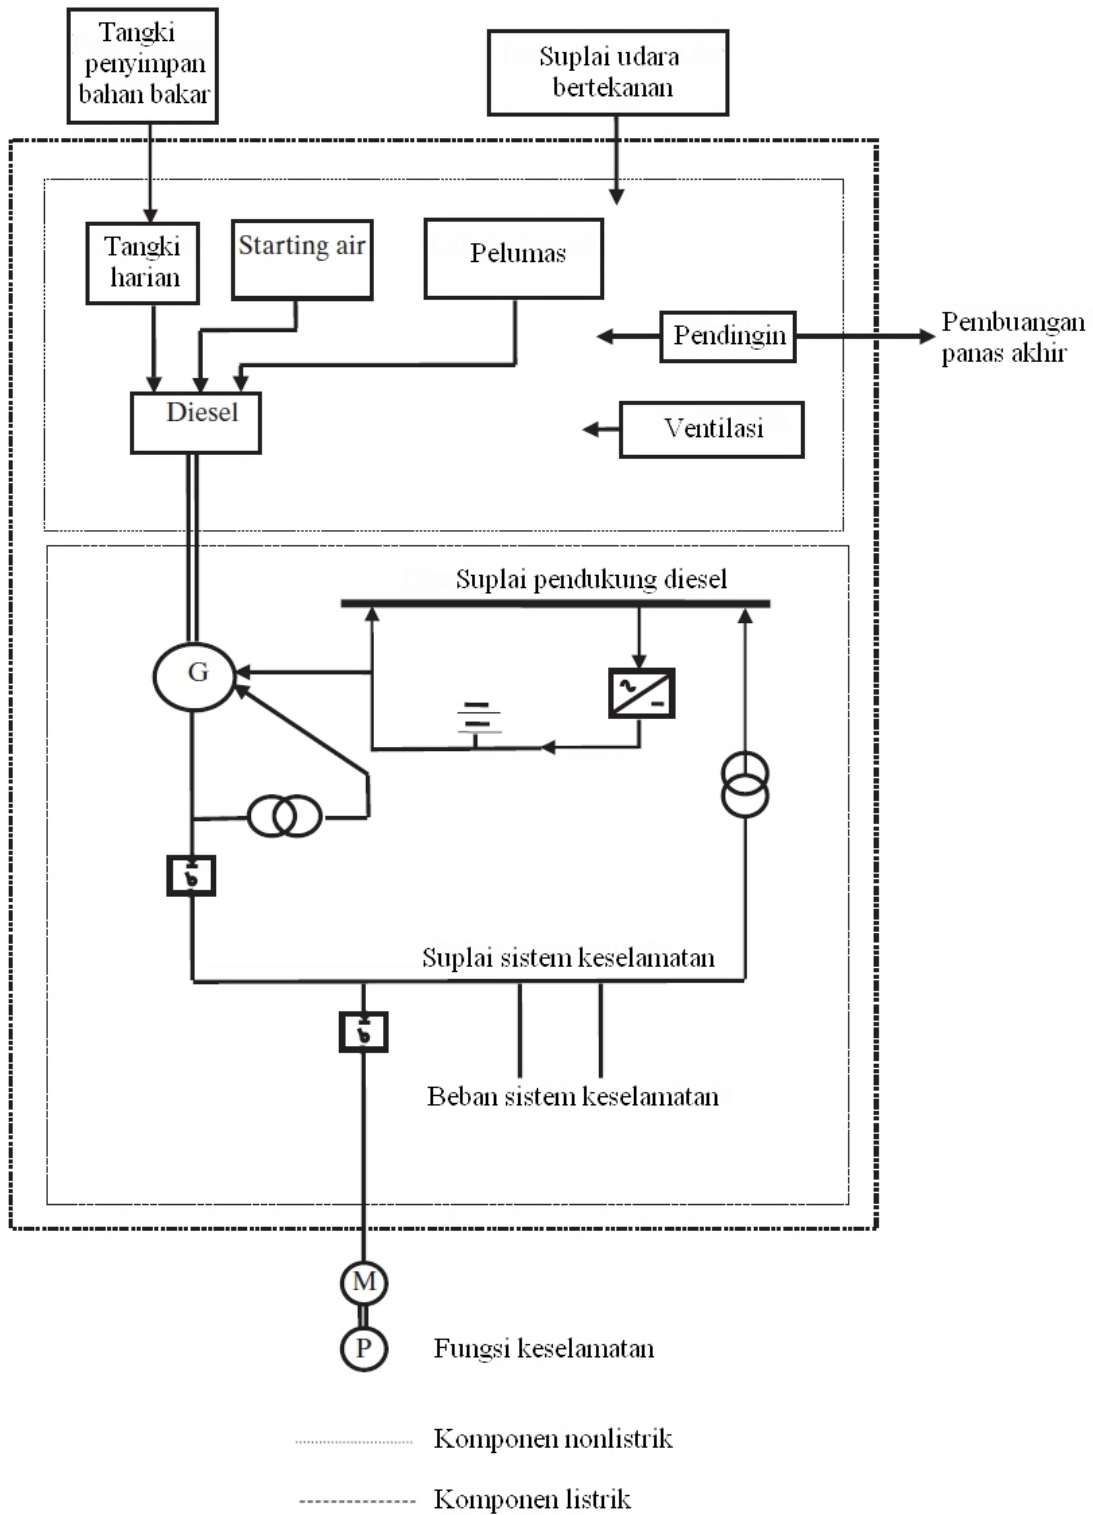 Tangki
penyimpan
bahan bakar
Suplai udara
bertekanan
Tangki
harian
Starting air
Pelumas
Pendingin
Pembuangan
panas akhir
Diesel
Ventilasi
Suplai pendukung diesel
G
Suplai sistem keselamatan
Beban sistem keselamatan
M
P
Fungsi keselamatan
Komponen nonlistrik
Komponen listrik